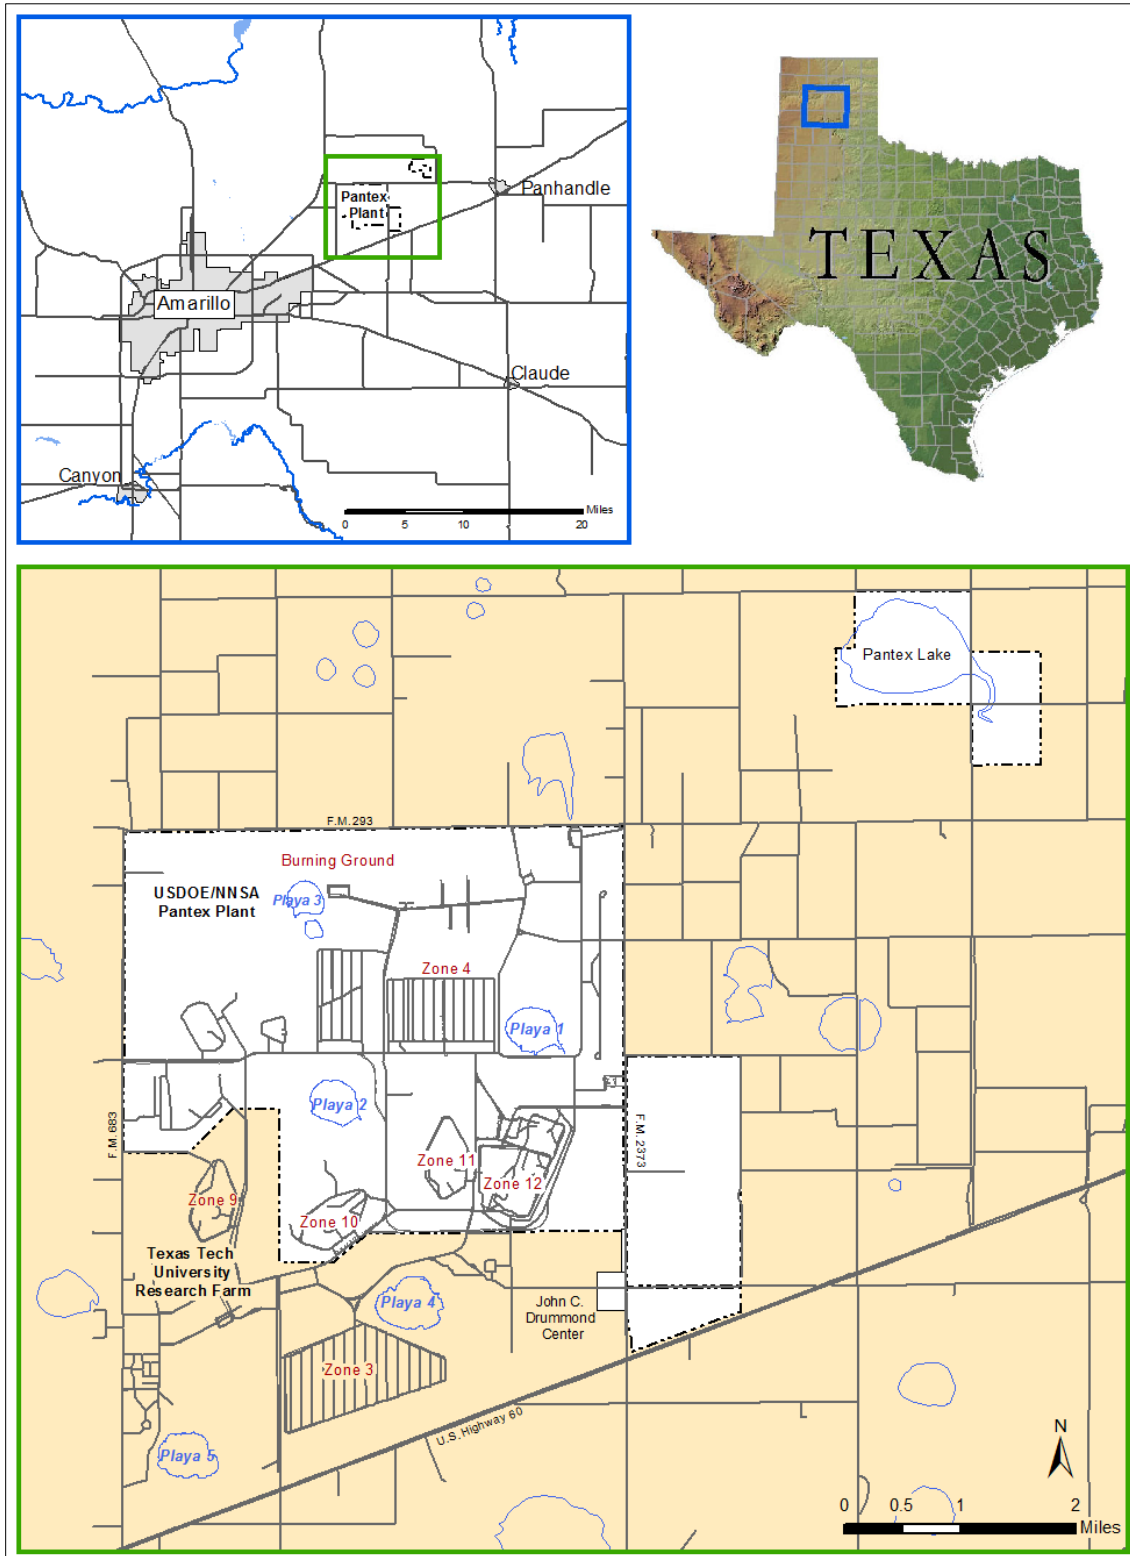 Panhandle
Pantex
Plant
Amarillo
Claude
Canyon
Miles
0 5 10 20
TEXAS
Pantex Lake
F.M. 293
Burning Ground
USDOE/NNSA
Pantex Plant
Playa 3
Zone 4
Playa 1
Playa 2
F.M. 683
F.M. 2373
Zone 11
Zone 12
Zone 9
Zone 10
Texas Tech
University
Research Farm
Playa 4
John C.
Drummond
Center
Zone 3
U.S. Highway 60
Playa 5
N
0 0.5 1 2
Miles